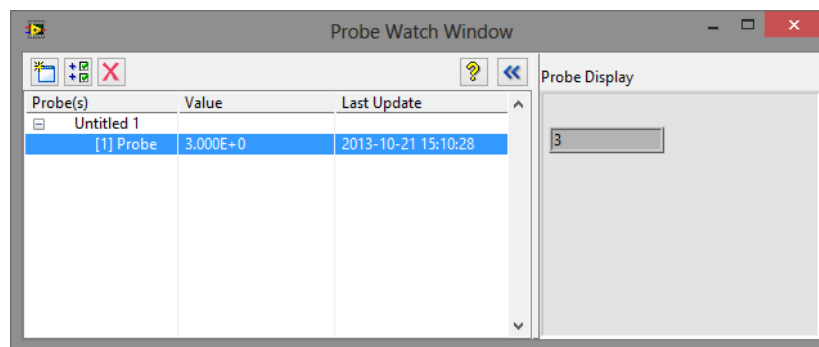 Probe Watch Window
Probe Display
Probe(s) Value Last Update
Untitled 1
[1] Probe 3.000E+0 2013-10-21 15:10:28
3